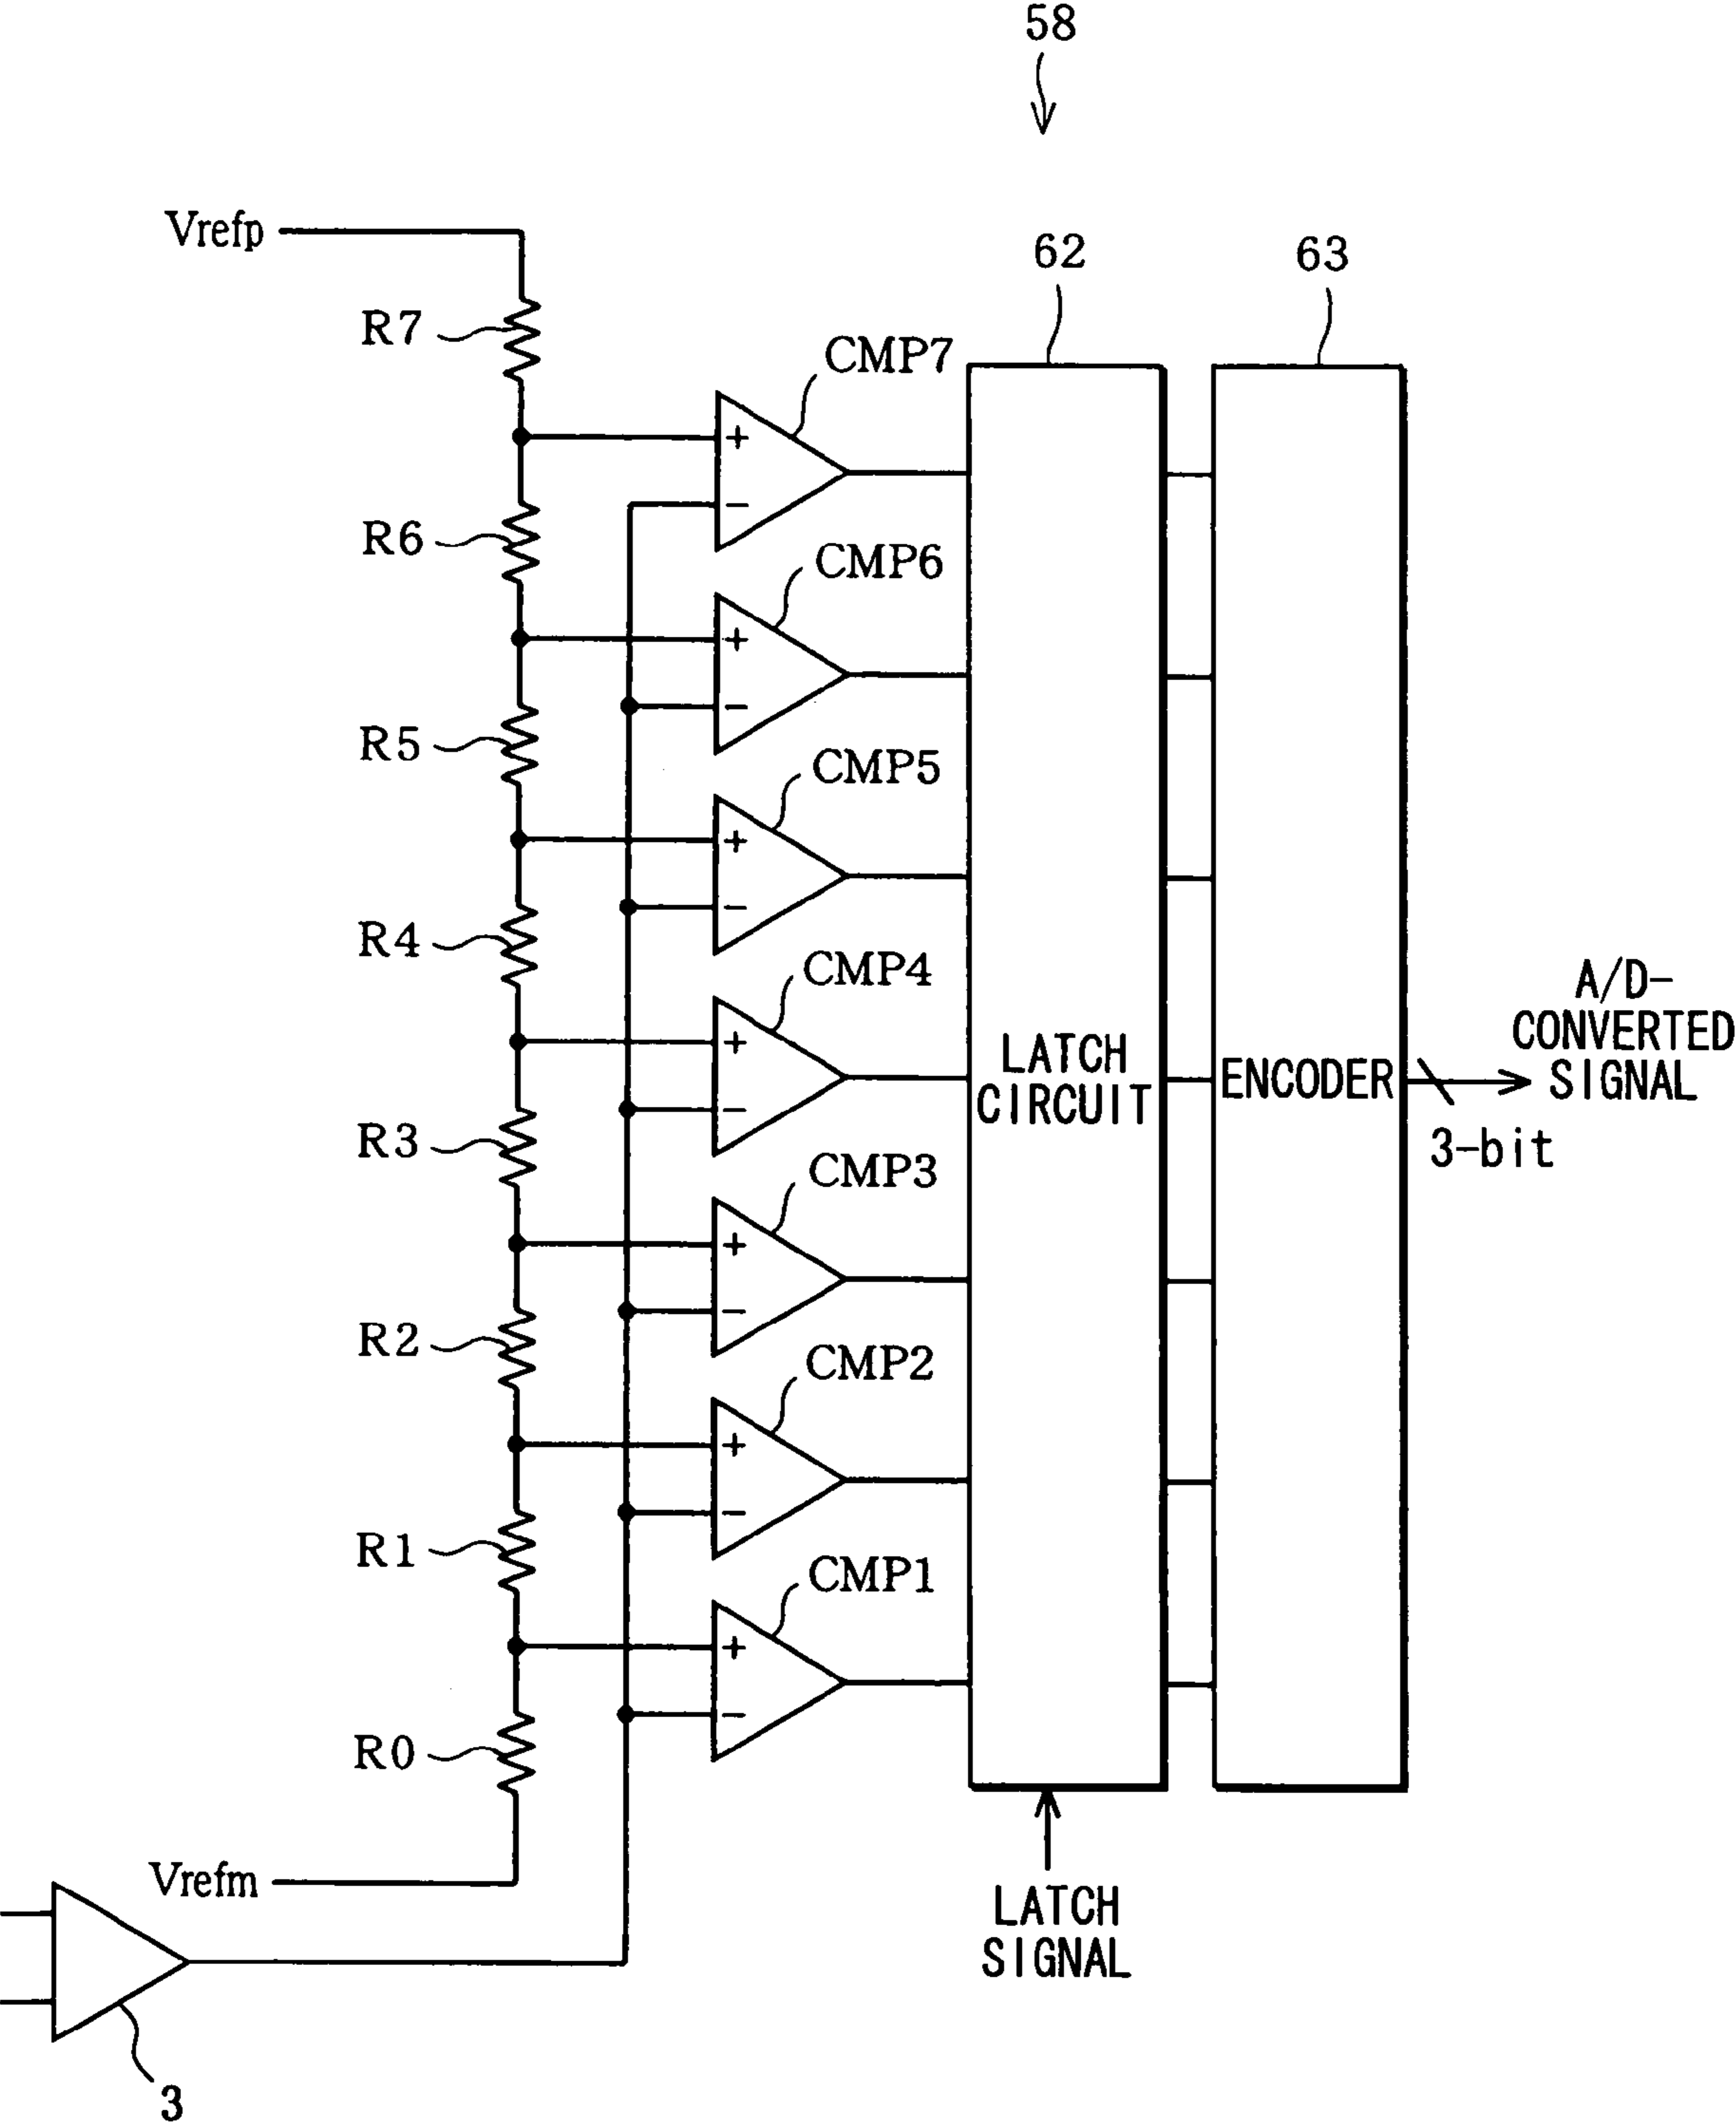 58
Vrefp
62
63
R7
CMP7
+
−
R6
CMP6
+
−
R5
CMP5
+
−
R4
CMP4
+
−
A/D-
CONVERTED
SIGNAL
LATCH
CIRCUIT
ENCODER
3-bit
R3
CMP3
+
−
R2
CMP2
+
−
R1
CMP1
+
−
R0
Vrefm
LATCH
SIGNAL
3